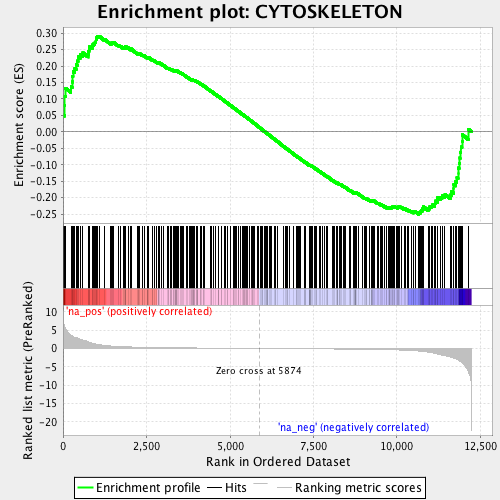 Enrichment plot: CYTOSKELETON
Enrichment score (ES)
0.30
0.25
0.20
0.15
0.10
0.05
0.00
-0.05
-0.10
-0.15
-0.20
-0.25
'na_pos' (positively correlated)
Ranked list metric (PreRanked)
10
5
0
-5
-10
-15
-20
Zero cross at 5874
'na_neg' (negatively correlated)
0
2,500
5,000
7,500
10,000
12,500
Rank in Ordered Dataset
Enrichment profile
Hits
Ranking metric scores